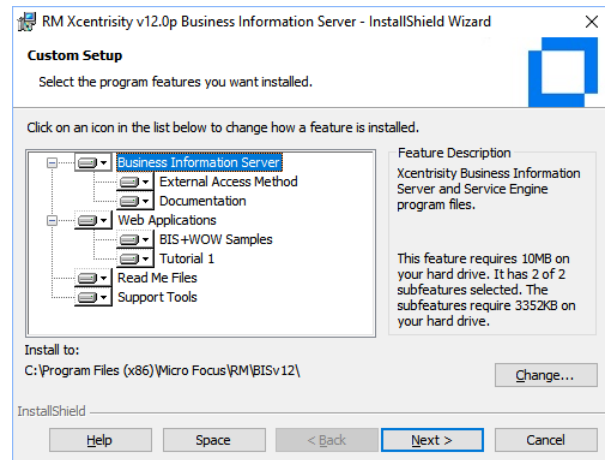 RM Xcentrisity v12.0p Business Information Server - InstallShield Wizard
Custom Setup
Select the program features you want installed.
Click on an icon in the list below to change how a feature is installed.
Business Information Server
External Access Method
Documentation
Web Applications
BIS+WOW Samples
Tutorial 1
Read Me Files
Support Tools
Feature Description
Xcentrisity Business Information
Server and Service Engine
program files.
This feature requires 10MB on
your hard drive. It has 2 of 2
subfeatures selected. The
subfeatures require 3352KB on
your hard drive.
Install to:
C:\Program Files (x86)\Micro Focus\RM\BISv12\
Change...
InstallShield
Help
Space
< Back
Next >
Cancel